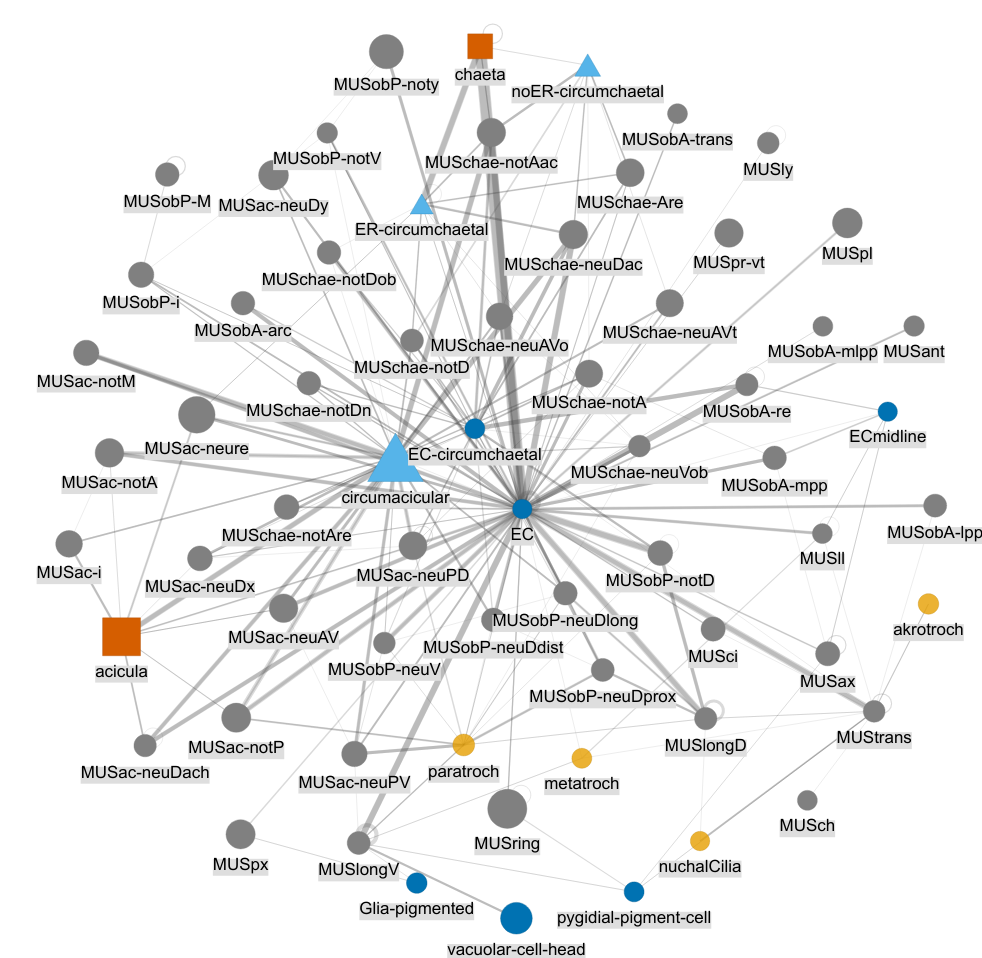 chaeta
MUSobP-noty
noER-circumchaetal
MUSobA-trans
MUSobP-notV
MUSchae-notAac
MUSly
MUSobP-M
MUSac-neuDy
MUSchae-Are
ER-circumchaetal
MUSpl
MUSchae-neuDac
MUSpr-vt
MUSchae-notDob
MUSobP-i
MUSobA-arc
MUSchae-neuAVt
MUSchae-neuAVo
MUSobA-mlpp
MUSant
MUSchae-notD
MUSac-notM
MUSchae-notDn
MUSchae-notA
MUSobA-re
ECmidline
MUSac-neure
EC-circumchaetal
MUSchae-neuVob
MUSac-notA
MUSobA-mpp
circumacicular
MUSchae-notAre
EC
MUSobA-lpp
MUSll
MUSac-i
MUSac-neuPD
MUSobP-notD
MUSac-neuDx
MUSobP-neuDlong
akrotroch
MUSac-neuAV
MUSobP-neuDdist
MUSci
acicula
MUSobP-neuV
MUSax
MUSobP-neuDprox
MUStrans
MUSac-notP
MUSlongD
MUSac-neuDach
paratroch
MUSac-neuPV
metatroch
MUSch
MUSring
MUSpx
MUSlongV
nuchalCilia
Glia-pigmented
pygidial-pigment-cell
vacuolar-cell-head